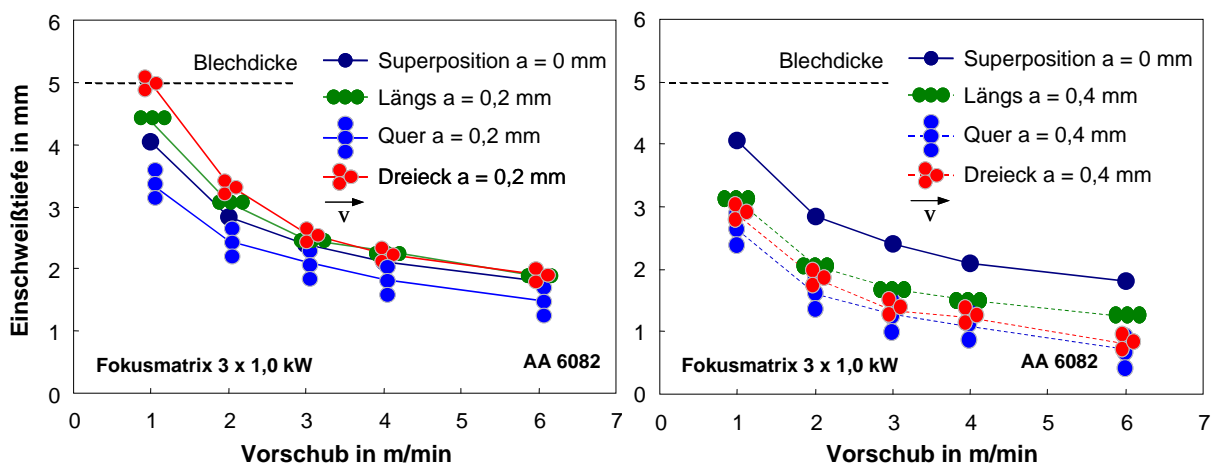 Einschweißtiefe in mm
6
5
4
3
2
1
0
Blechdicke
Superposition a = 0 mm
Längs a = 0,2 mm
Quer a = 0,2 mm
Dreieck a = 0,2 mm
v
Fokusmatrix 3 x 1,0 kW
AA 6082
0 1 2 3 4 5 6 7
Vorschub in m/min
6
5
4
3
2
1
0
Blechdicke
Superposition a = 0 mm
Längs a = 0,4 mm
Quer a = 0,4 mm
Dreieck a = 0,4 mm
v
Fokusmatrix 3 x 1,0 kW
AA 6082
0 1 2 3 4 5 6 7
Vorschub in m/min